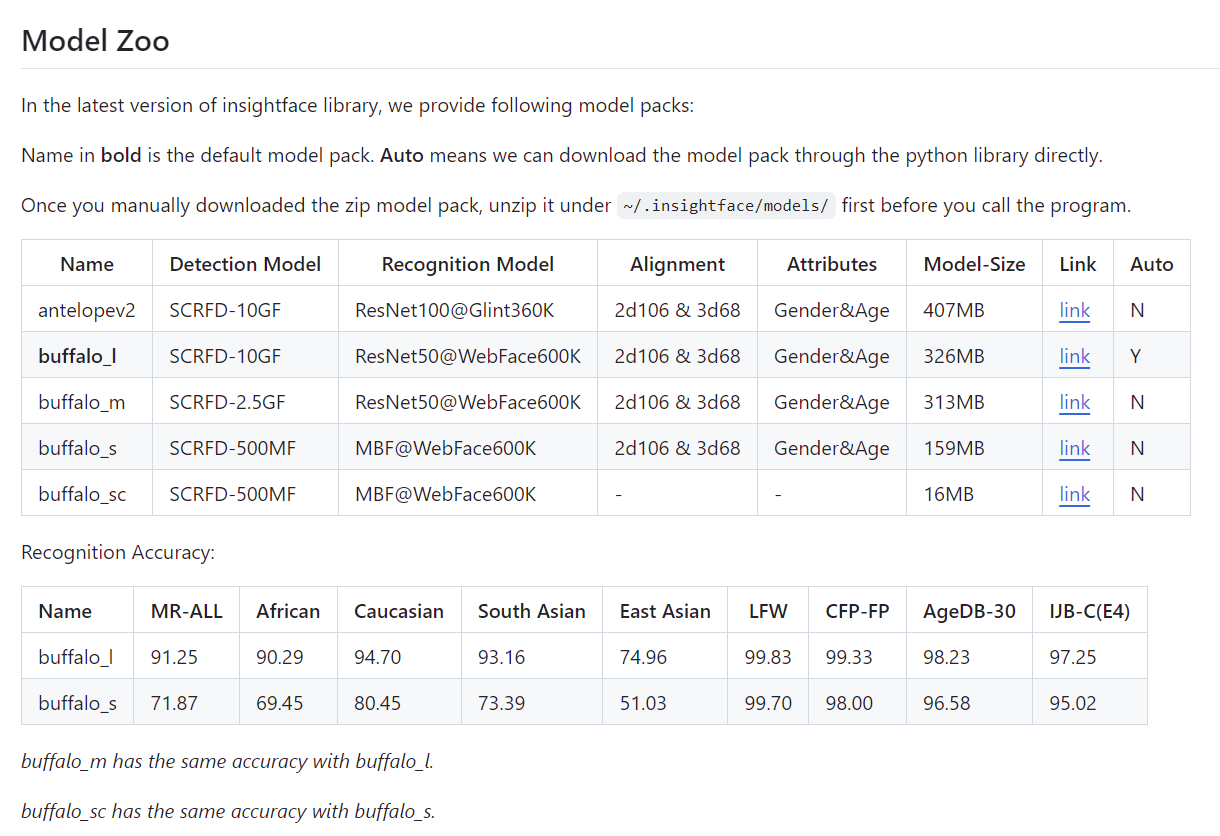 Model Zoo
In the latest version of insightface library, we provide following model packs:
Name in bold is the default model pack. Auto means we can download the model pack through the python library directly.
Once you manually downloaded the zip model pack, unzip it under ~/.insightface/models/ first before you call the program.
Name Detection Model Recognition Model Alignment Attributes Model-Size Link Auto
antelopev2 SCRFD-10GF ResNet100@Glint360K 2d106 & 3d68 Gender&Age 407MB link N
buffalo_l SCRFD-10GF ResNet50@WebFace600K 2d106 & 3d68 Gender&Age 326MB link Y
buffalo_m SCRFD-2.5GF ResNet50@WebFace600K 2d106 & 3d68 Gender&Age 313MB link N
buffalo_s SCRFD-500MF MBF@WebFace600K 2d106 & 3d68 Gender&Age 159MB link N
buffalo_sc SCRFD-500MF MBF@WebFace600K - - 16MB link N
Recognition Accuracy:
Name MR-ALL African Caucasian South Asian East Asian LFW CFP-FP AgeDB-30 IJB-C(E4)
buffalo_l 91.25 90.29 94.70 93.16 74.96 99.83 99.33 98.23 97.25
buffalo_s 71.87 69.45 80.45 73.39 51.03 99.70 98.00 96.58 95.02
buffalo_m has the same accuracy with buffalo_l.
buffalo_sc has the same accuracy with buffalo_s.